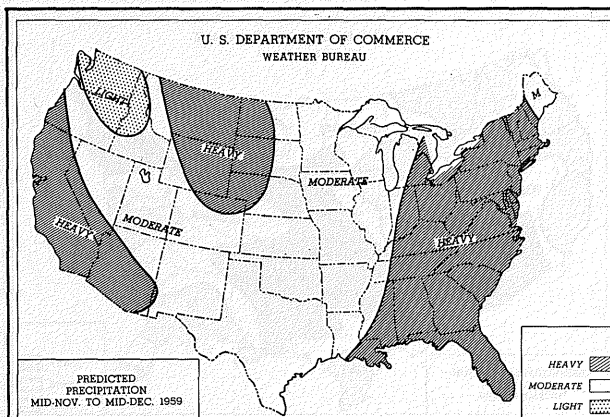 U. S. DEPARTMENT OF COMMERCE
WEATHER BUREAU
LIGHT
M
HEAVY
MODERATE
HEAVY
MODERATE
HEAVY
PREDICTED
PRECIPITATION
MID-NOV. TO MID-DEC. 1959
HEAVY
MODERATE
LIGHT